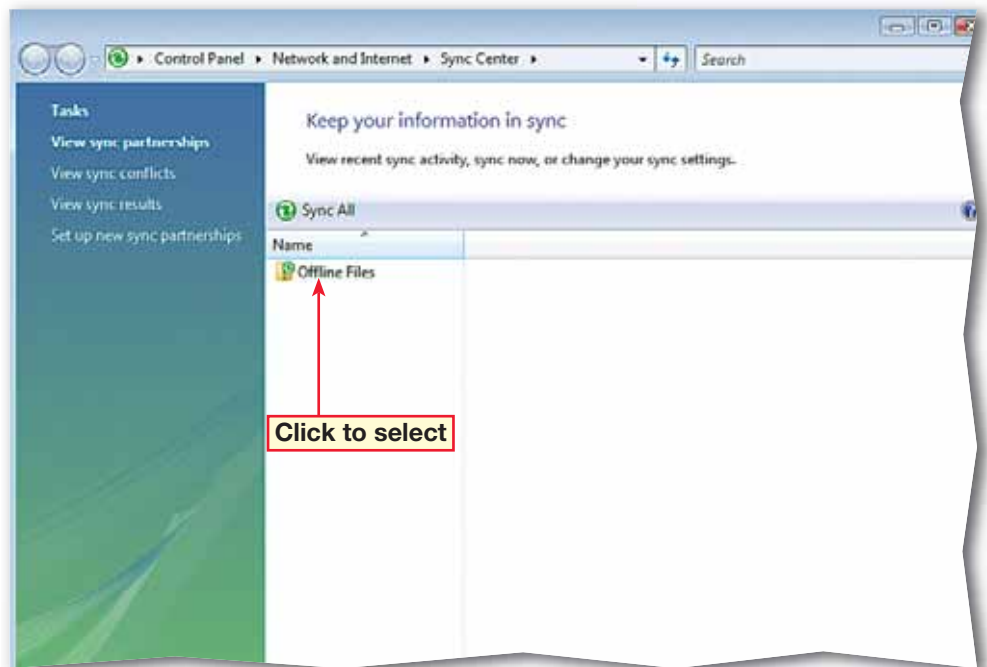 Control Panel ▸ Network and Internet ▸ Sync Center ▸
Search
Tasks
View sync partnerships
View sync conflicts
View sync results
Set up new sync partnerships
Keep your information in sync
View recent sync activity, sync now, or change your sync settings.
Sync All
Name
Offline Files
Click to select